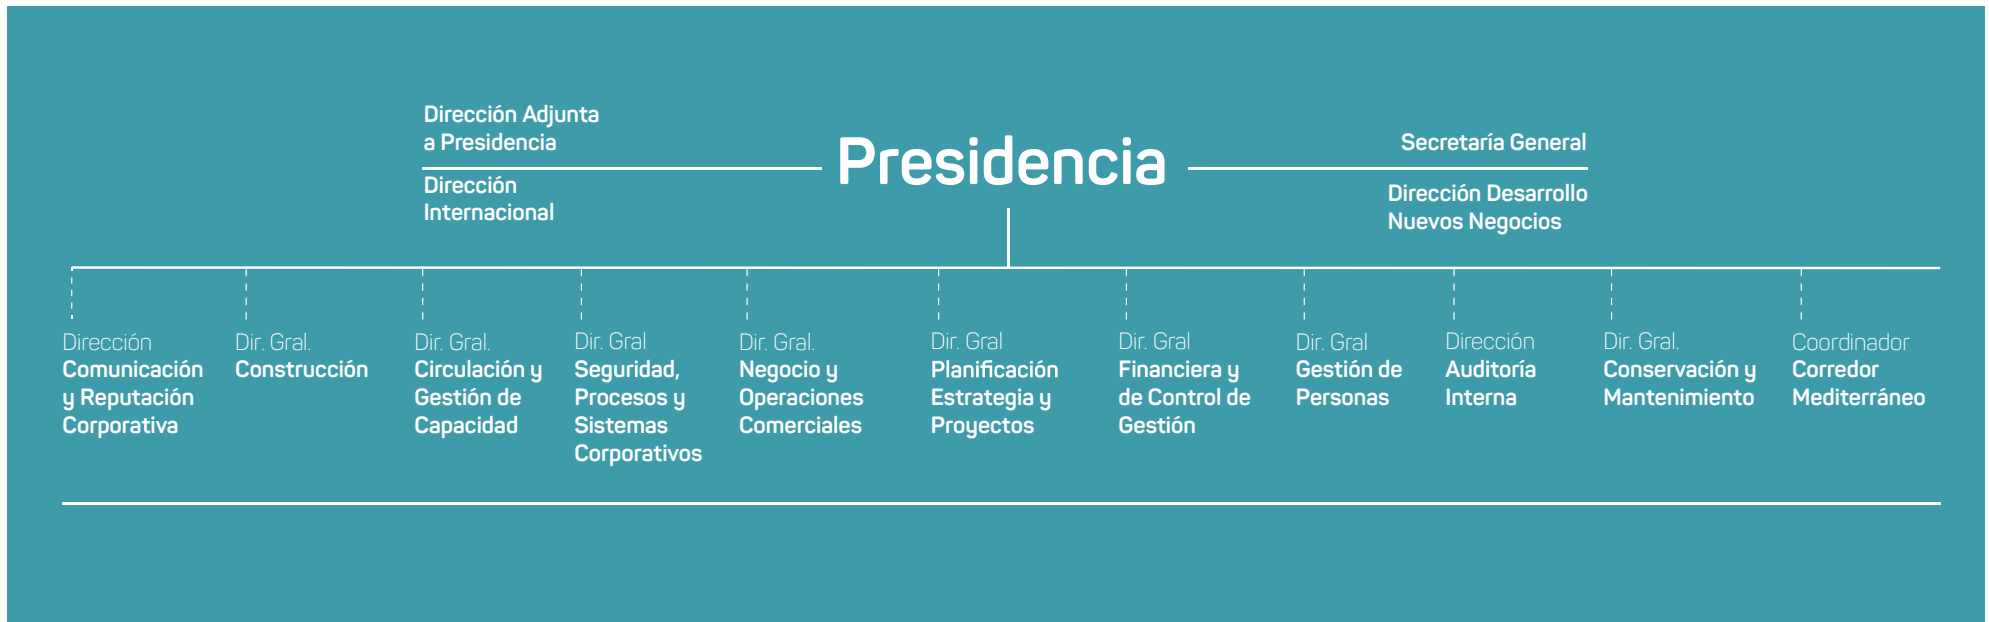 Dirección Adjunta
a Presidencia
Dirección
Internacional
Presidencia
Secretaría General
Dirección Desarrollo
Nuevos Negocios
Dirección
Comunicación
y Reputación
Corporativa
Dir. Gral.
Construcción
Dir. Gral.
Circulación y
Gestión de
Capacidad
Dir. Gral
Seguridad,
Procesos y
Sistemas
Corporativos
Dir. Gral.
Negocio y
Operaciones
Comerciales
Dir. Gral
Planificación
Estrategia y
Proyectos
Dir. Gral
Financiera y
de Control de
Gestión
Dir. Gral
Gestión de
Personas
Dirección
Auditoría
Interna
Dir. Gral.
Conservación y
Mantenimiento
Coordinador
Corredor
Mediterráneo